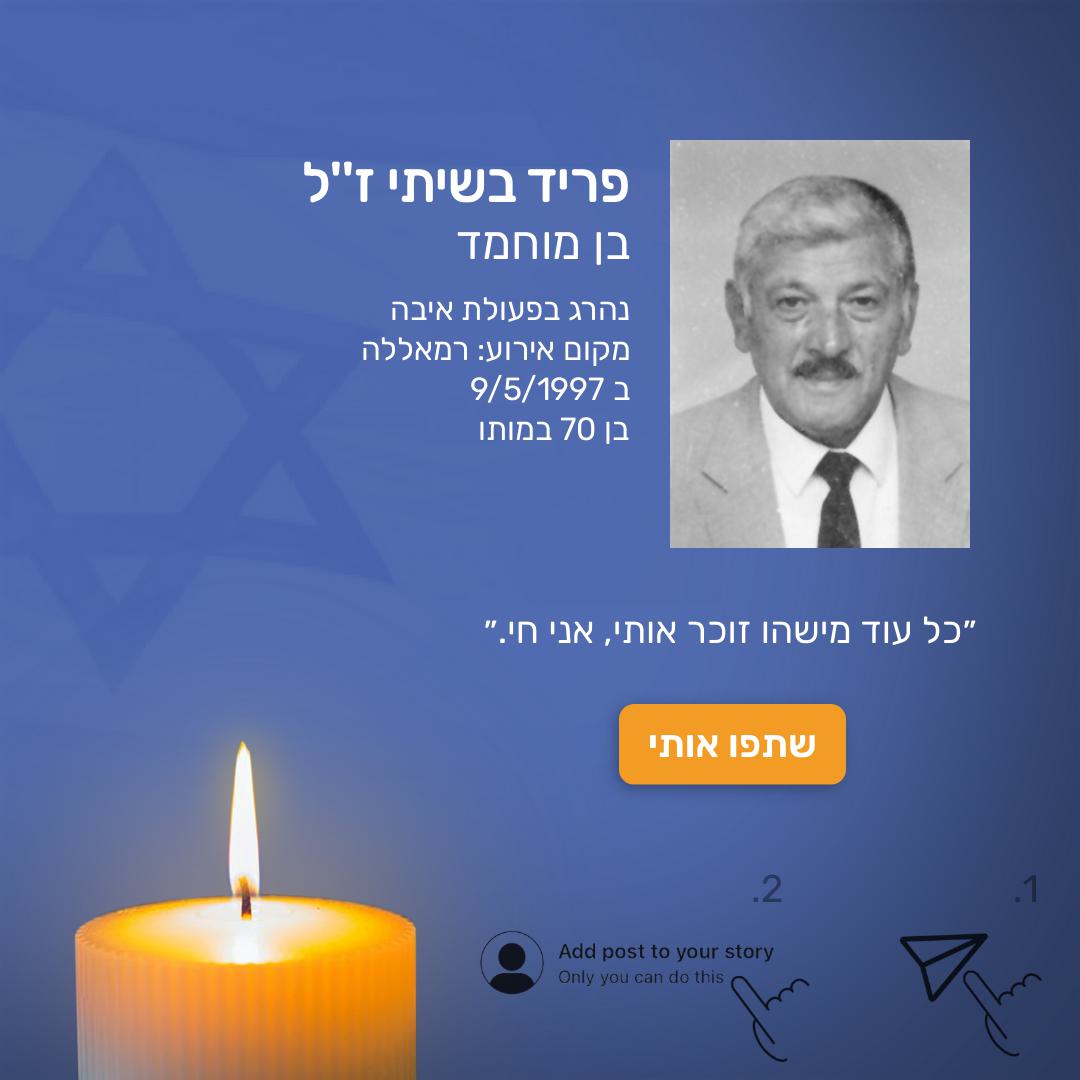 פריד בשיתי ז"ל
בן מוחמד
נהרג בפעולת איבה
מקום אירוע: רמאללה
ב 9/5/1997
בן 70 במותו
״כל עוד מישהו זוכר אותי, אני חי.״
שתפו אותי
1.
2.
Add post to your story
Only you can do this